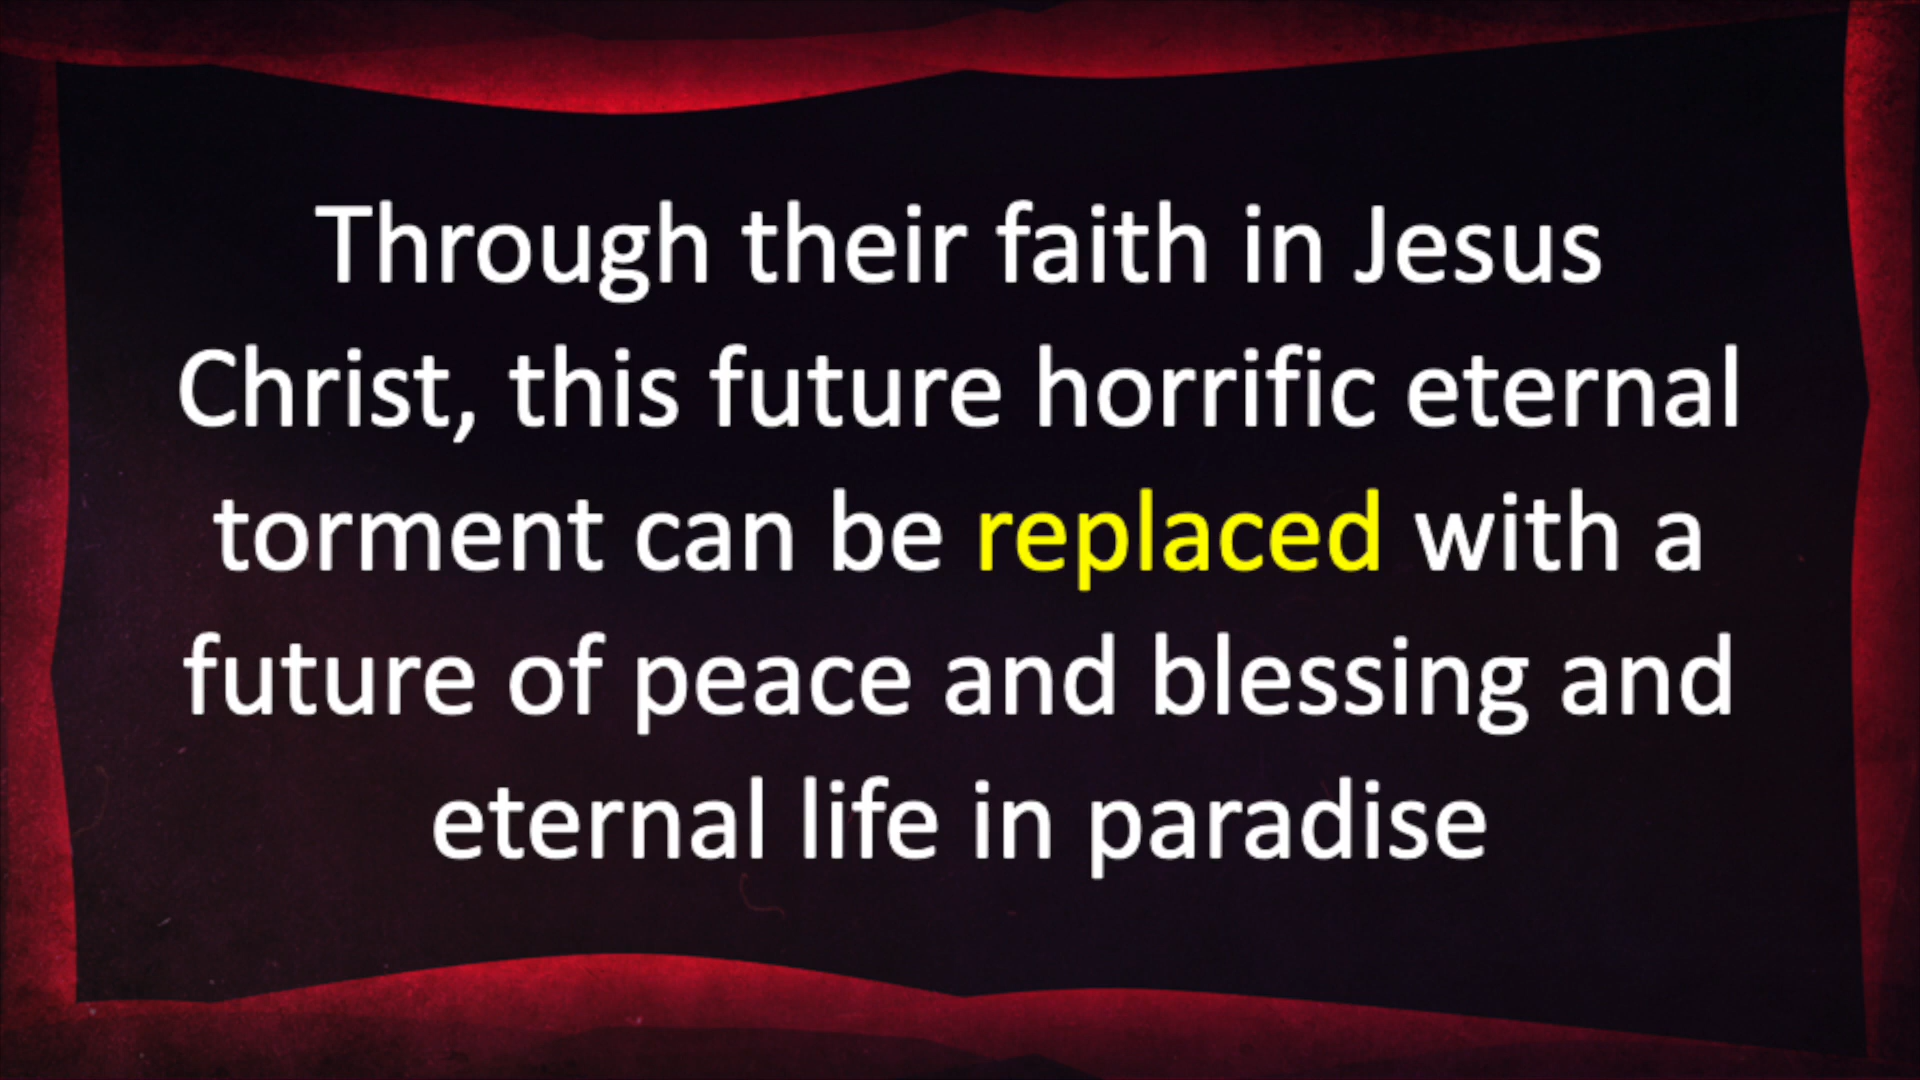 Through their faith in Jesus
Christ, this future horrific eternal
torment can be replaced with a
future of peace and blessing and
eternal life in paradise